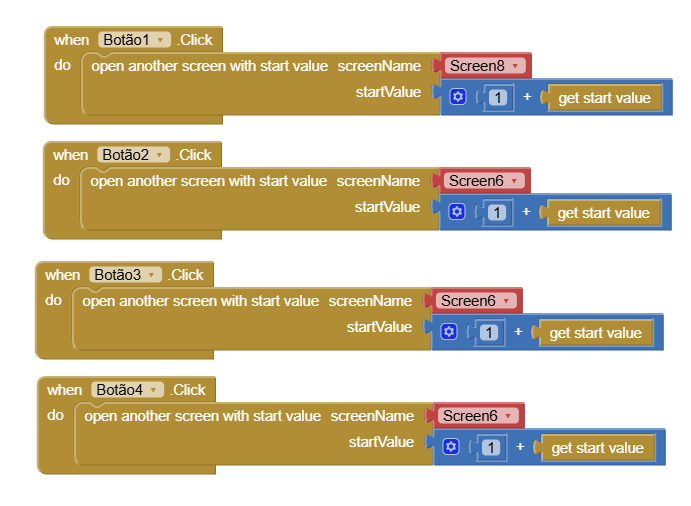 when Botão1 .Click
do open another screen with start value screenName Screen8
startValue 1 + get start value
when Botão2 .Click
do open another screen with start value screenName Screen6
startValue 1 + get start value
when Botão3 .Click
do open another screen with start value screenName Screen6
startValue 1 + get start value
when Botão4 .Click
do open another screen with start value screenName Screen6
startValue 1 + get start value